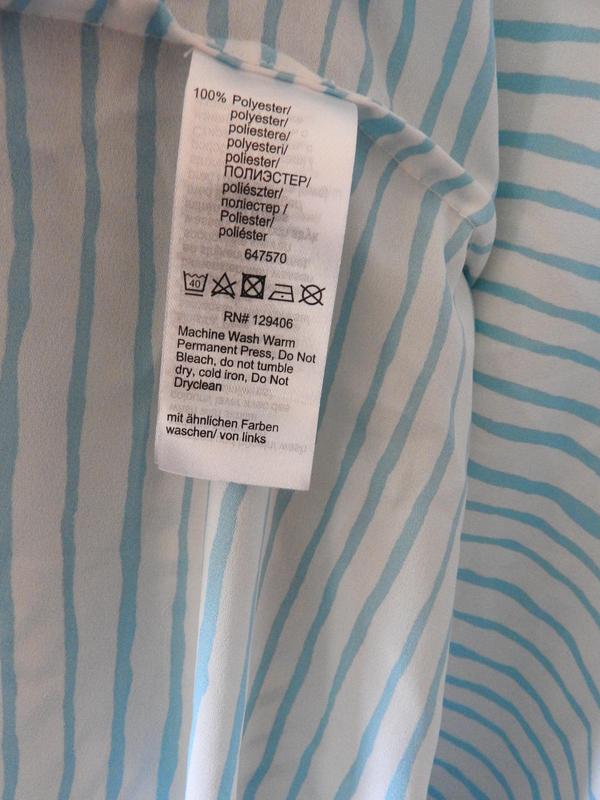 100% Polyester/
polyester/
poliestere/
polyesteri/
poliester/
ПОЛИЭСТЕР/
poliészter/
поліестер /
Poliester/
poliéster
647570
40
RN# 129406
Machine Wash Warm
Permanent Press, Do Not
Bleach, do not tumble
dry, cold iron, Do Not
Dryclean
mit ähnlichen Farben
waschen/ von links